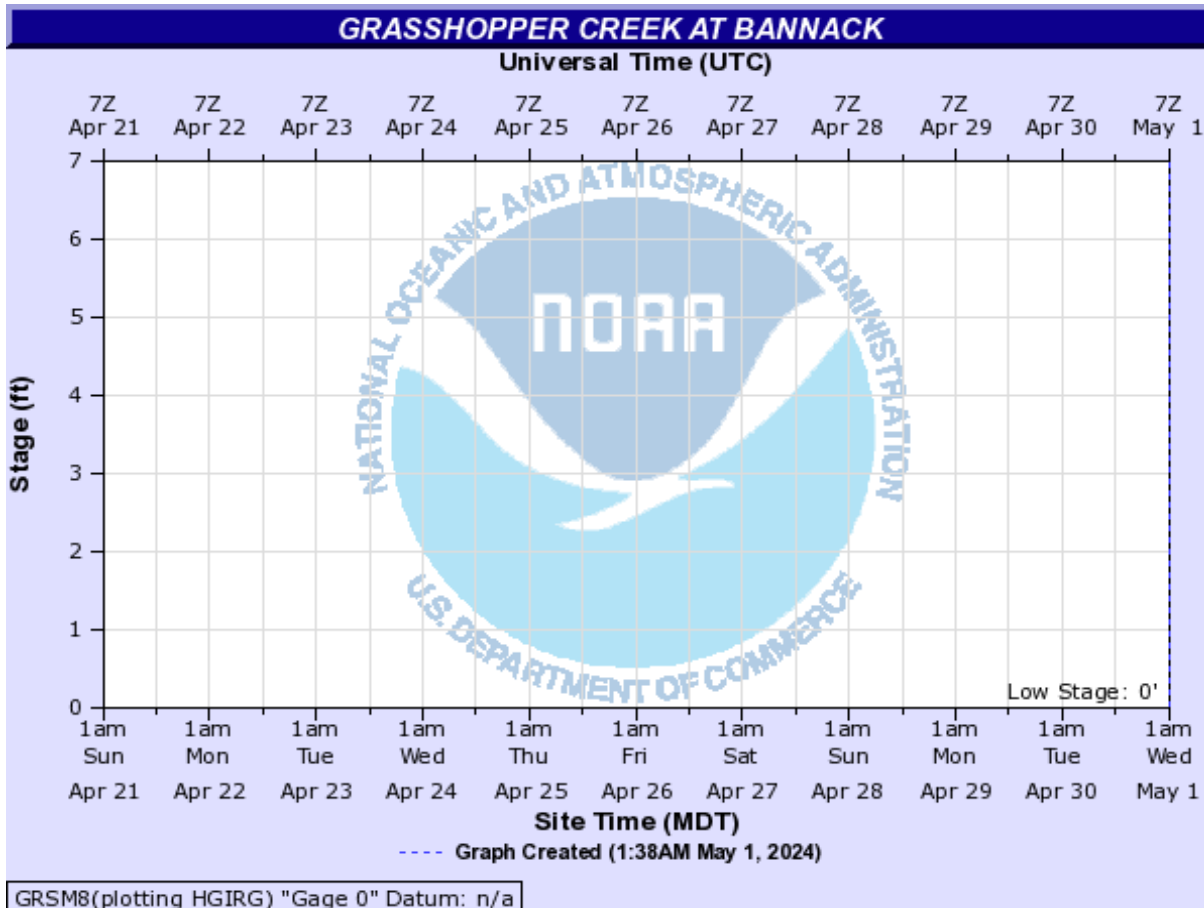 GRASSHOPPER CREEK AT BANNACK
Universal Time (UTC)
7Z 7Z 7Z 7Z 7Z 7Z 7Z 7Z 7Z 7Z 7Z
Apr 21 Apr 22 Apr 23 Apr 24 Apr 25 Apr 26 Apr 27 Apr 28 Apr 29 Apr 30 May 1
7
6
5
4
3
2
1
0
Stage (ft)
NATIONAL OCEANIC AND ATMOSPHERIC ADMINISTRATION
NOAA
U.S. DEPARTMENT OF COMMERCE
Low Stage: 0'
1am 1am 1am 1am 1am 1am 1am 1am 1am 1am 1am
Sun Mon Tue Wed Thu Fri Sat Sun Mon Tue Wed
Apr 21 Apr 22 Apr 23 Apr 24 Apr 25 Apr 26 Apr 27 Apr 28 Apr 29 Apr 30 May 1
Site Time (MDT)
---- Graph Created (1:38AM May 1, 2024)
GRSM8(plotting HGIRG) "Gage 0" Datum: n/a